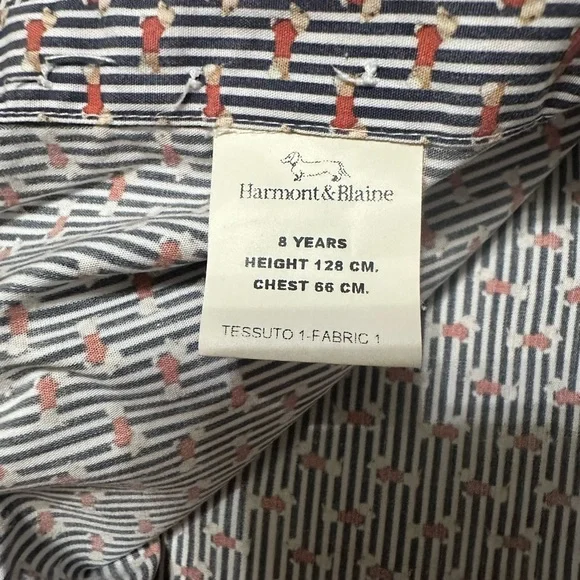 Harmont&Blaine
8 YEARS
HEIGHT 128 CM.
CHEST 66 CM.
TESSUTO 1-FABRIC 1